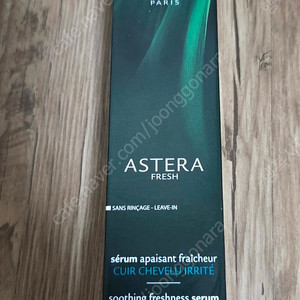 PARIS
ASTERA
FRESH
SANS RINÇAGE - LEAVE-IN
sérum apaisant fraîcheur
CUIR CHEVELU IRRITÉ
soothing freshness serum